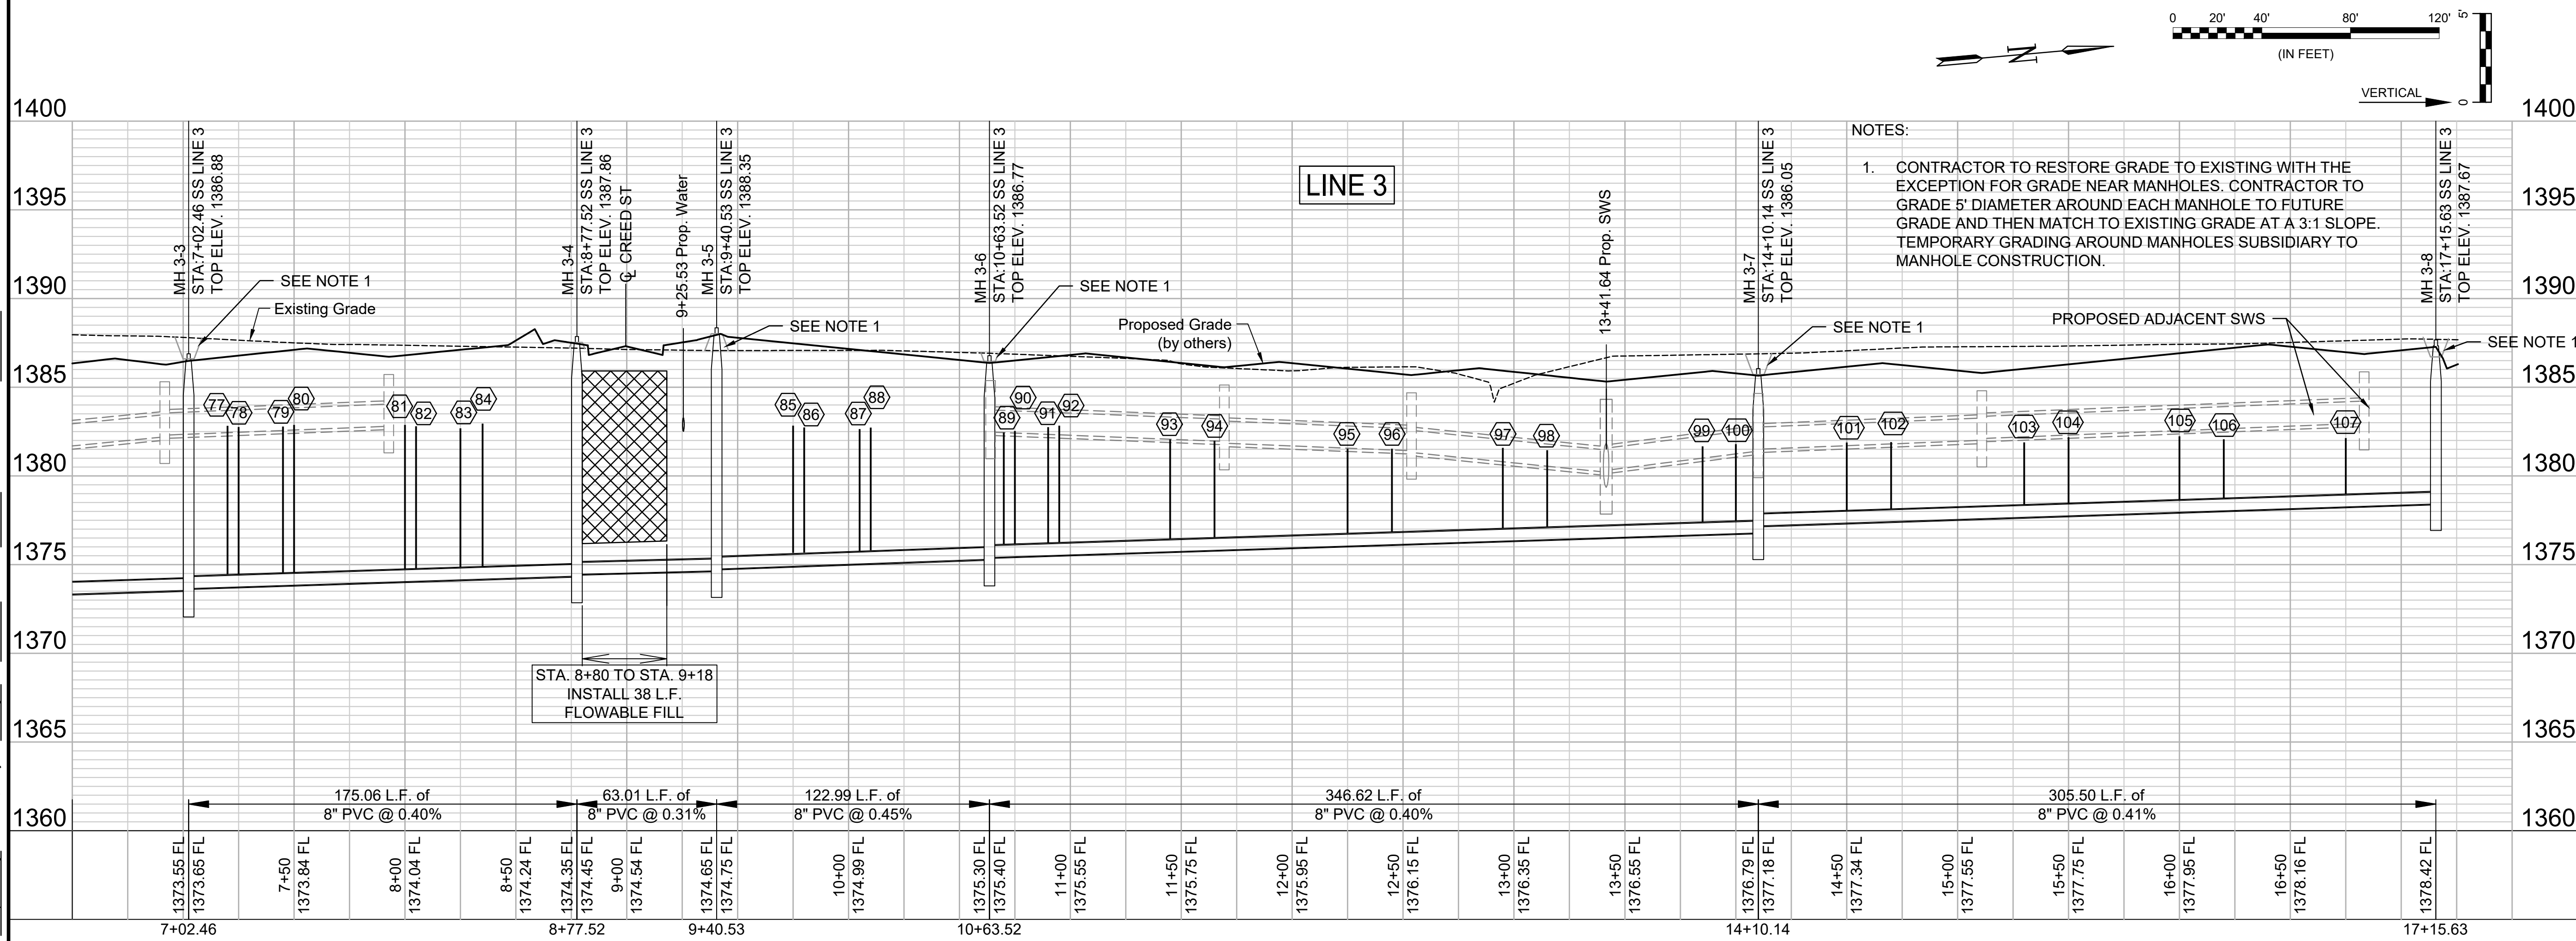 0 20' 40' 80' 120'
(IN FEET)
N
5'
0
VERTICAL
1400
1395
1390
1385
1380
1375
1370
1365
1360
1400
1395
1390
1385
1380
1375
1370
1365
1360
LINE 3
NOTES:
1. CONTRACTOR TO RESTORE GRADE TO EXISTING WITH THE
EXCEPTION FOR GRADE NEAR MANHOLES. CONTRACTOR TO
GRADE 5' DIAMETER AROUND EACH MANHOLE TO FUTURE
GRADE AND THEN MATCH TO EXISTING GRADE AT A 3:1 SLOPE.
TEMPORARY GRADING AROUND MANHOLES SUBSIDIARY TO
MANHOLE CONSTRUCTION.
MH 3-3
STA:7+02.46 SS LINE 3
TOP ELEV. 1386.88
MH 3-4
STA:8+77.52 SS LINE 3
TOP ELEV. 1387.86
℄ CREED ST
9+25.53 Prop. Water
MH 3-5
STA:9+40.53 SS LINE 3
TOP ELEV. 1388.35
MH 3-6
STA:10+63.52 SS LINE 3
TOP ELEV. 1386.77
13+41.64 Prop. SWS
MH 3-7
STA:14+10.14 SS LINE 3
TOP ELEV. 1386.05
MH 3-8
STA:17+15.63 SS LINE 3
TOP ELEV. 1387.67
SEE NOTE 1
Existing Grade
SEE NOTE 1
SEE NOTE 1
Proposed Grade
(by others)
SEE NOTE 1
PROPOSED ADJACENT SWS
SEE NOTE 1
77
78
79
80
81
82
83
84
85
86
87
88
89
90
91
92
93
94
95
96
97
98
99
100
101
102
103
104
105
106
107
STA. 8+80 TO STA. 9+18
INSTALL 38 L.F.
FLOWABLE FILL
175.06 L.F. of
8" PVC @ 0.40%
63.01 L.F. of
8" PVC @ 0.31%
122.99 L.F. of
8" PVC @ 0.45%
346.62 L.F. of
8" PVC @ 0.40%
305.50 L.F. of
8" PVC @ 0.41%
1373.55 FL
1373.65 FL
7+50
1373.84 FL
8+00
1374.04 FL
8+50
1374.24 FL
1374.35 FL
1374.45 FL
9+00
1374.54 FL
1374.65 FL
1374.75 FL
10+00
1374.99 FL
1375.30 FL
1375.40 FL
11+00
1375.55 FL
11+50
1375.75 FL
12+00
1375.95 FL
12+50
1376.15 FL
13+00
1376.35 FL
13+50
1376.55 FL
1376.79 FL
1377.18 FL
14+50
1377.34 FL
15+00
1377.55 FL
15+50
1377.75 FL
16+00
1377.95 FL
16+50
1378.16 FL
1378.42 FL
7+02.46
8+77.52
9+40.53
10+63.52
14+10.14
17+15.63